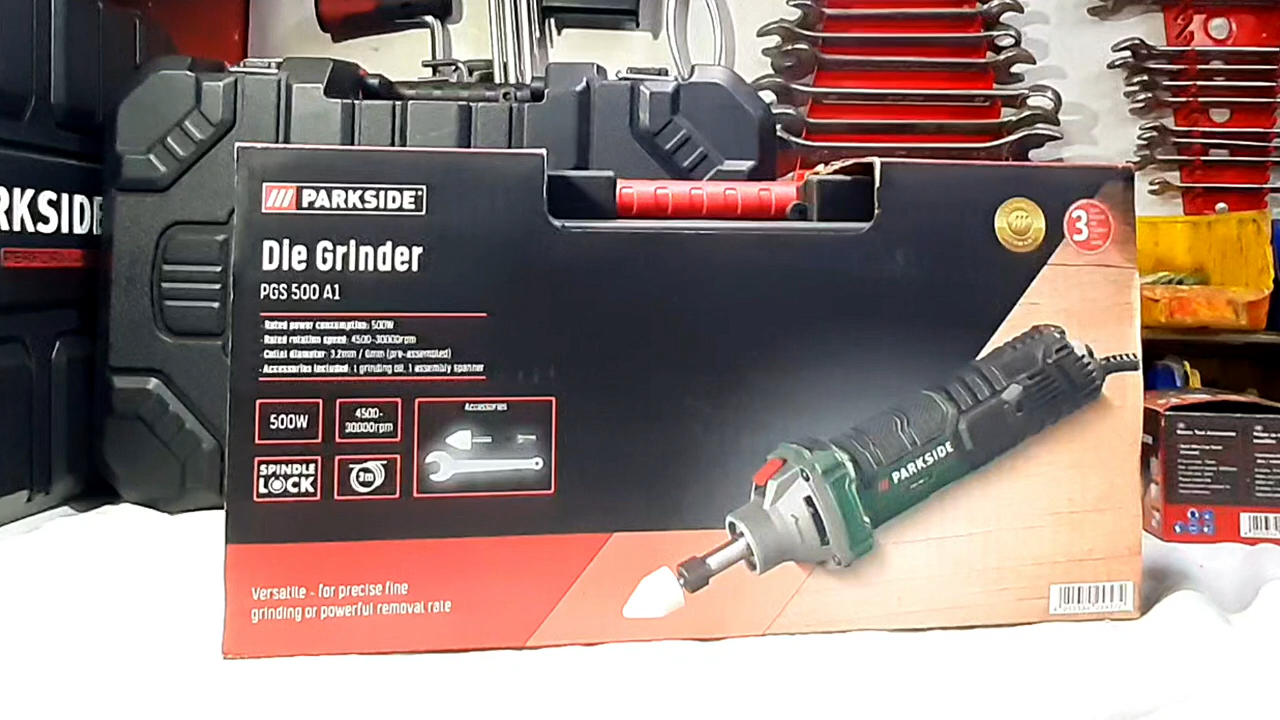 PARKSIDE
RKSIDE
PERFORMA
Die Grinder
PGS 500 A1
3
· Rated power consumption: 500W
· Rated rotation speed: 4500-30000rpm
· Collet diameter: 3.2mm / 6mm (pre-assembled)
· Accessories included: 1 grinding bit, 1 assembly spanner
500W
4500-
30000rpm
Accessories
SPINDLE
LOCK
3m
PARKSIDE
Versatile - for precise fine
grinding or powerful removal rate